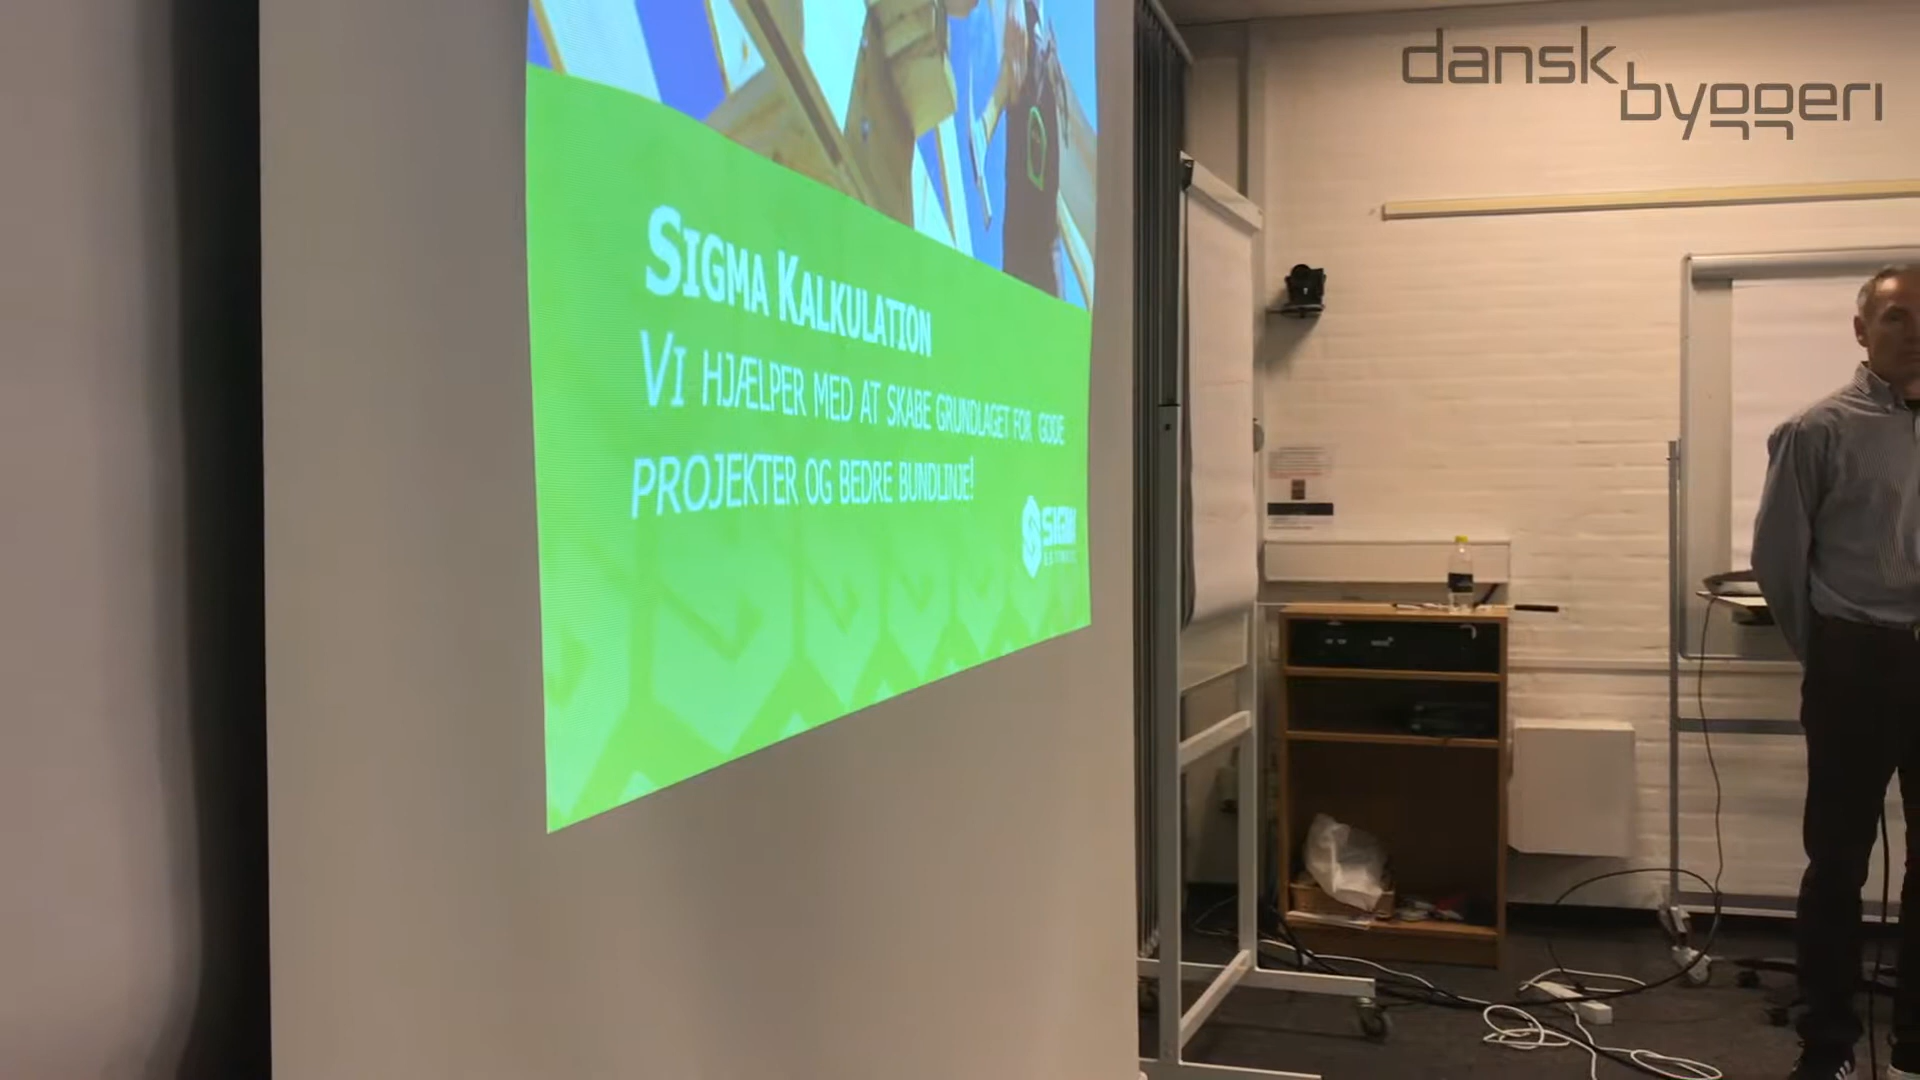 dansk
byggeri
SIGMA KALKULATION
VI HJÆLPER MED AT SKABE GRUNDLAGET FOR GODE
PROJEKTER OG BEDRE BUNDLINJE!
SIGMA